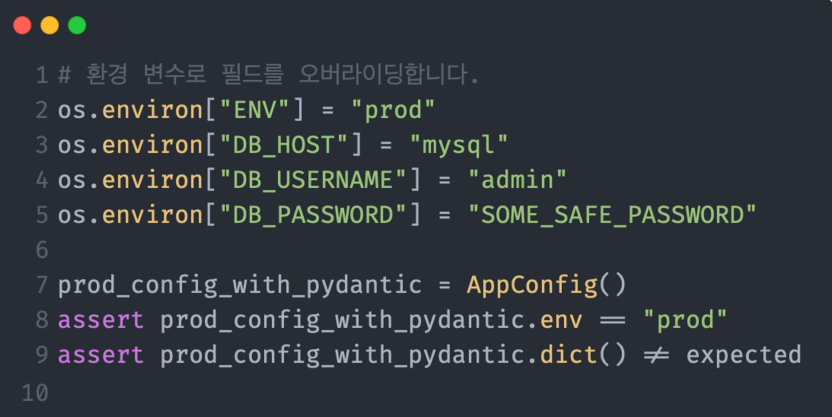 1 # 환경 변수로 필드를 오버라이딩합니다.
2 os.environ["ENV"] = "prod"
3 os.environ["DB_HOST"] = "mysql"
4 os.environ["DB_USERNAME"] = "admin"
5 os.environ["DB_PASSWORD"] = "SOME_SAFE_PASSWORD"
6
7 prod_config_with_pydantic = AppConfig()
8 assert prod_config_with_pydantic.env == "prod"
9 assert prod_config_with_pydantic.dict() != expected
10